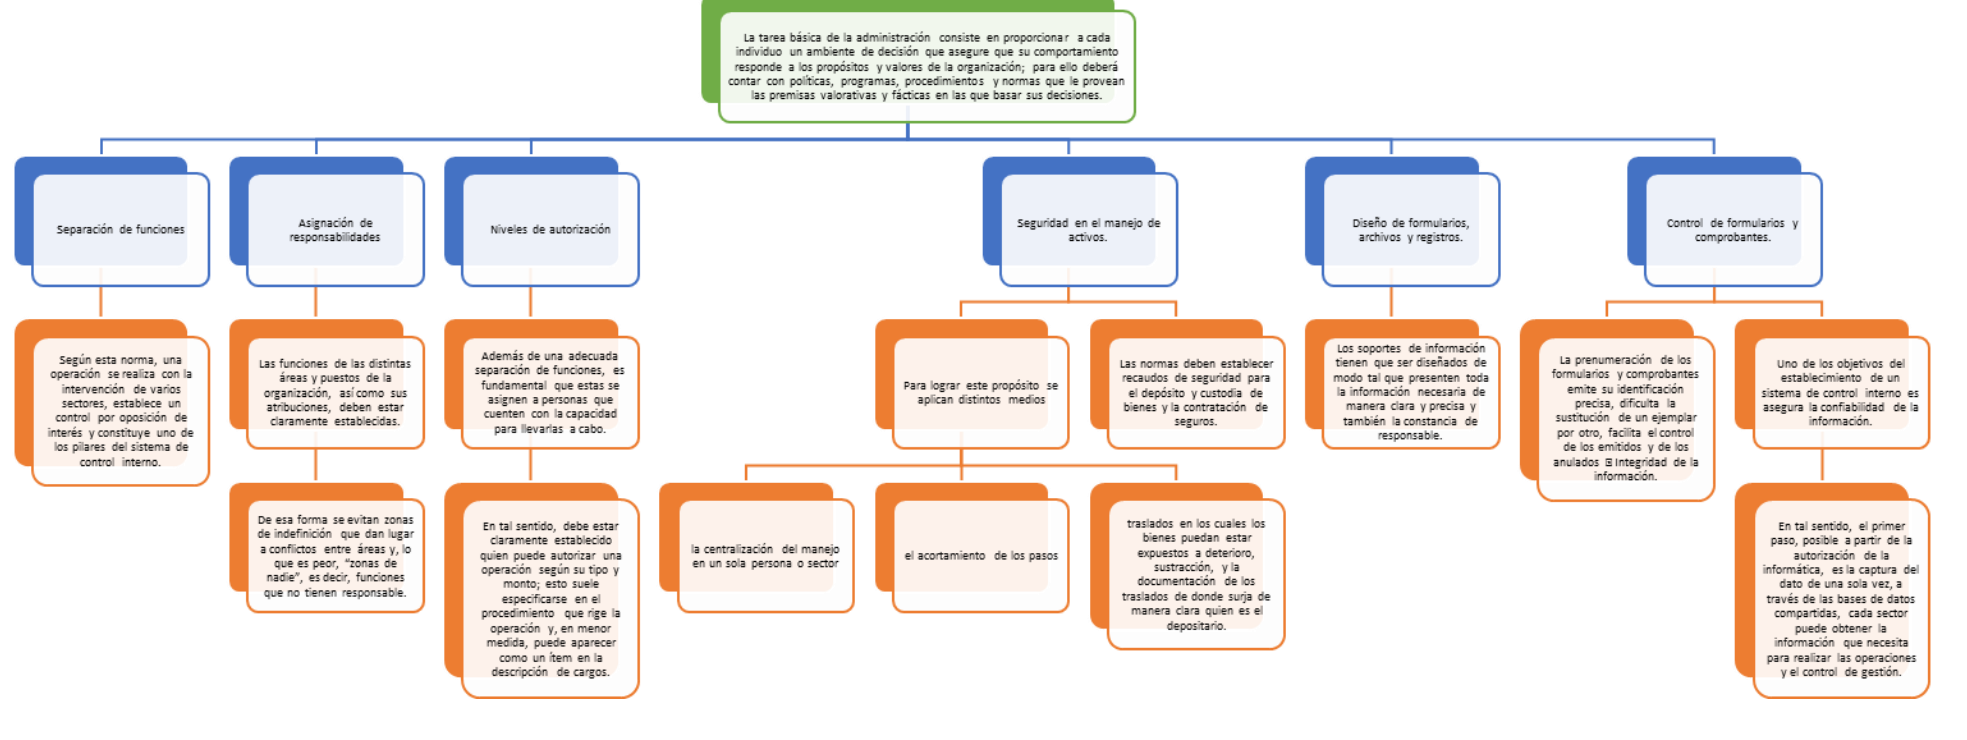 La tarea básica de la administración consiste en proporcionar a cada
individuo un ambiente de decisión que asegure que su comportamiento
responde a los propósitos y valores de la organización; para ello deberá
contar con políticas, programas, procedimientos y normas que le provean
las premisas valorativas y fácticas en las que basar sus decisiones.
Separación de funciones
Asignación de
responsabilidades
Niveles de autorización
Seguridad en el manejo de
activos.
Diseño de formularios,
archivos y registros.
Control de formularios y
comprobantes.
Según esta norma, una
operación se realiza con la
intervención de varios
sectores, establece un
control por oposición de
interés y constituye uno de
los pilares del sistema de
control interno.
Las funciones de las distintas
áreas y puestos de la
organización, así como sus
atribuciones, deben estar
claramente establecidas.
Además de una adecuada
separación de funciones, es
fundamental que estas se
asignen a personas que
cuenten con la capacidad
para llevarlas a cabo.
Para lograr este propósito se
aplican distintos medios
Las normas deben establecer
recaudos de seguridad para
el depósito y custodia de
bienes y la contratación de
seguros.
Los soportes de información
tienen que ser diseñados de
modo tal que presenten toda
la información necesaria de
manera clara y precisa y
también la constancia de
responsable.
La prenumeración de los
formularios y comprobantes
emite su identificación
precisa, dificulta la
sustitución de un ejemplar
por otro, facilita el control
de los emitidos y de los
anulados Integridad de la
información.
Uno de los objetivos del
establecimiento de un
sistema de control interno es
asegura la confiabilidad de la
información.
De esa forma se evitan zonas
de indefinición que dan lugar
a conflictos entre áreas y, lo
que es peor, “zonas de
nadie”, es decir, funciones
que no tienen responsable.
En tal sentido, debe estar
claramente establecido
quien puede autorizar una
operación según su tipo y
monto; esto suele
especificarse en el
procedimiento que rige la
operación y, en menor
medida, puede aparecer
como un ítem en la
descripción de cargos.
la centralización del manejo
en un sola persona o sector
el acortamiento de los pasos
traslados en los cuales los
bienes puedan estar
expuestos a deterioro,
sustracción, y la
documentación de los
traslados de donde surja de
manera clara quien es el
depositario.
En tal sentido, el primer
paso, posible a partir de la
autorización de la
informática, es la captura del
dato de una sola vez, a
través de las bases de datos
compartidas, cada sector
puede obtener la
información que necesita
para realizar las operaciones
y el control de gestión.